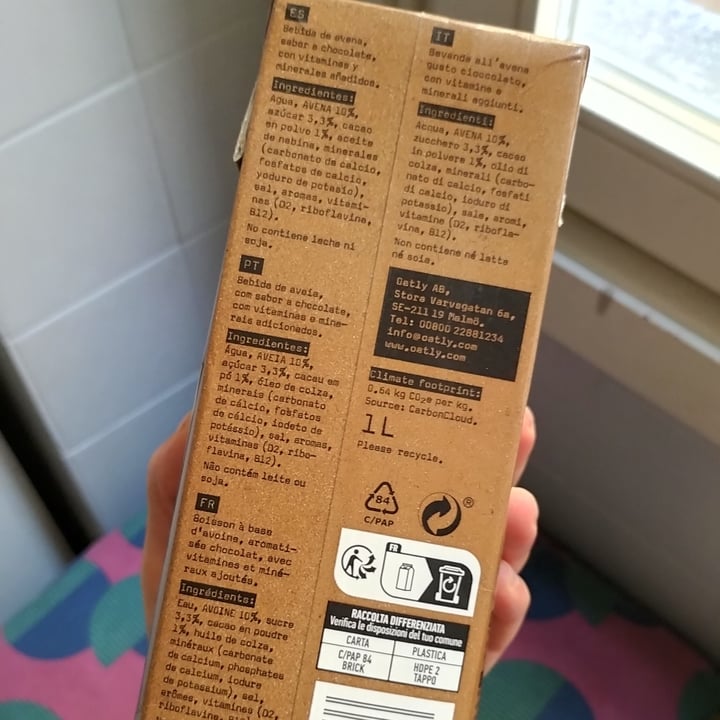 ES
Bebida de avena,
sabor a chocolate,
con vitaminas y
minerales añadidos.
Ingredientes:
Agua, AVENA 10%,
azúcar 3,3%, cacao
en polvo 1%, aceite
de nabina, minerales
(carbonato de calcio,
fosfatos de calcio,
yoduro de potasio),
sal, aromas, vitami-
nas (D2, riboflavina,
B12).
No contiene leche ni
soja.
PT
Bebida de aveia,
com sabor a chocolate,
com vitaminas e mine-
rais adicionados.
Ingredientes:
Água, AVEIA 10%,
açúcar 3,3%, cacau em
pó 1%, óleo de colza,
minerais (carbonato
de cálcio, fosfatos
de cálcio, iodeto de
potássio), sal, aromas,
vitaminas (D2, ribo-
flavina, B12).
Não contém leite ou
soja.
FR
Boisson à base
d'avoine, aromati-
sée chocolat, avec
vitamines et miné-
raux ajoutés.
Ingrédients:
Eau, AVOINE 10%, sucre
3,3%, cacao en poudre
1%, huile de colza,
minéraux (carbonate
de calcium, phosphates
de calcium, iodure
de potassium), sel,
arômes, vitamines (D2,
IT
Bevanda all'avena
gusto cioccolato,
con vitamine e
minerali aggiunti.
Ingredienti:
Acqua, AVENA 10%,
zucchero 3,3%, cacao
in polvere 1%, olio di
colza, minerali (carbo-
nato di calcio, fosfati
di calcio, ioduro di
potassio), sale, aromi,
vitamine (D2, ribofla-
vina, B12).
Non contiene né latte
né soia.
Oatly AB,
Stora Varvsgatan 6a,
SE-211 19 Malmö.
Tel: 00800 22881234
info@oatly.com
www.oatly.com
Climate footprint:
0.64 kg CO₂e per kg.
Source: CarbonCloud.
1L
Please recycle.
84
C/PAP
®
FR
RACCOLTA DIFFERENZIATA
Verifica le disposizioni del tuo comune
CARTA
C/PAP 84
BRICK
PLASTICA
HDPE 2
TAPPO